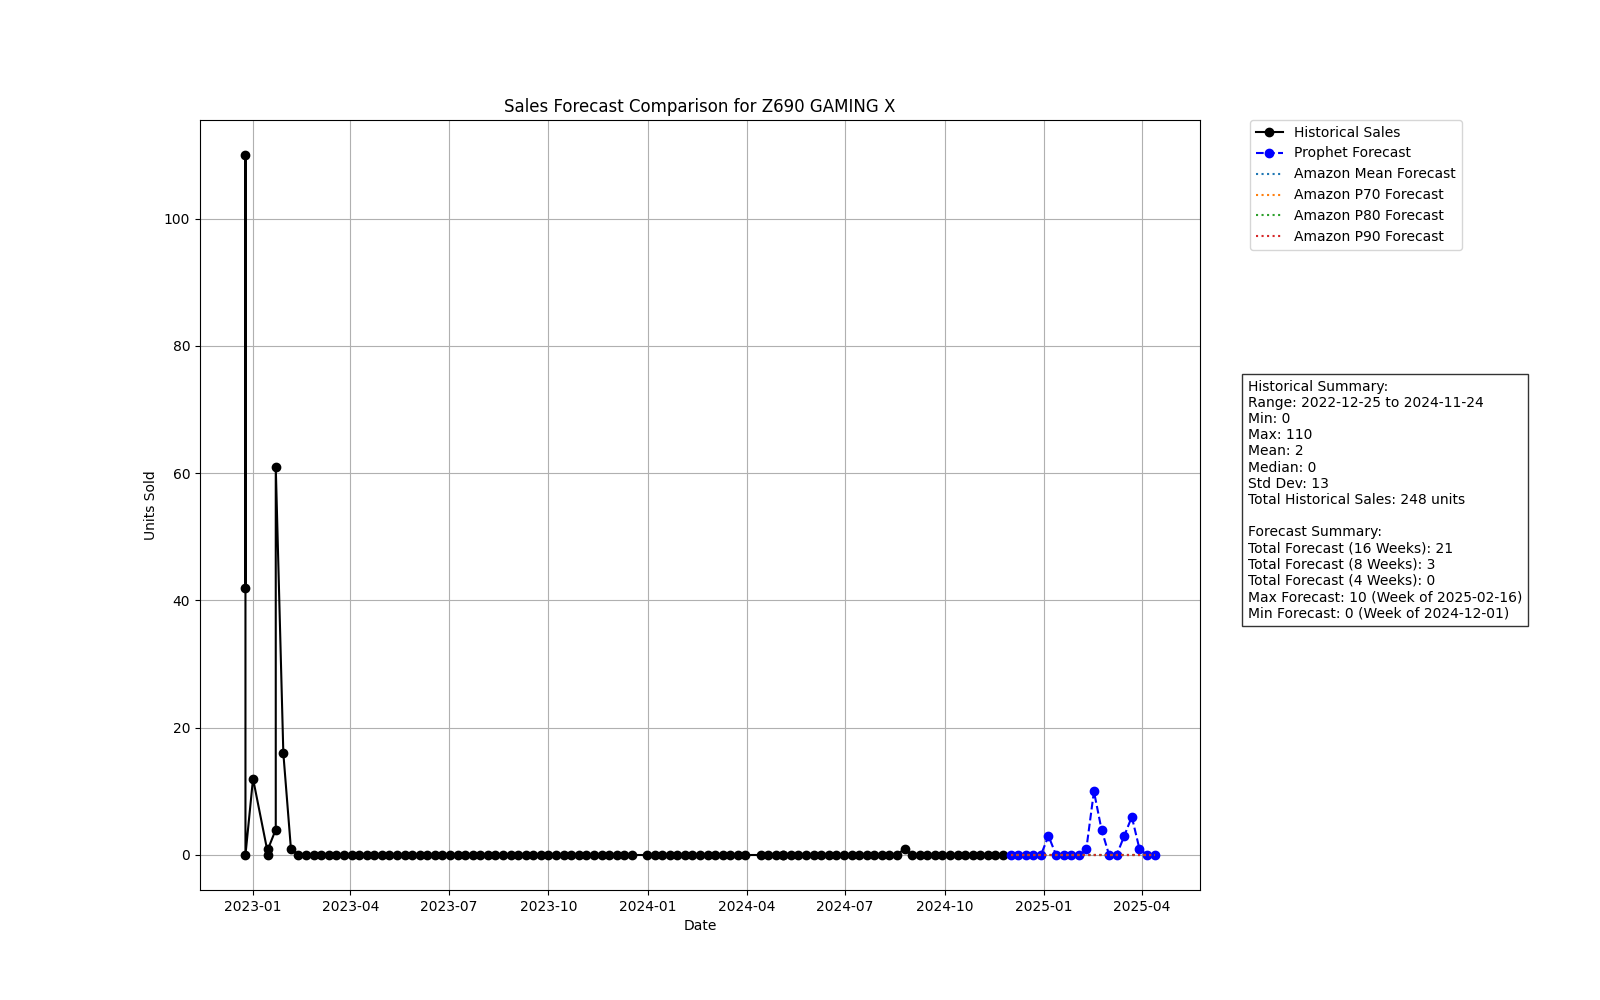 Sales Forecast Comparison for Z690 GAMING X
Historical Sales
Prophet Forecast
Amazon Mean Forecast
Amazon P70 Forecast
Amazon P80 Forecast
Amazon P90 Forecast
100
80
60
40
20
0
Units Sold
2023-01
2023-04
2023-07
2023-10
2024-01
2024-04
2024-07
2024-10
2025-01
2025-04
Date
Historical Summary:
Range: 2022-12-25 to 2024-11-24
Min: 0
Max: 110
Mean: 2
Median: 0
Std Dev: 13
Total Historical Sales: 248 units
Forecast Summary:
Total Forecast (16 Weeks): 21
Total Forecast (8 Weeks): 3
Total Forecast (4 Weeks): 0
Max Forecast: 10 (Week of 2025-02-16)
Min Forecast: 0 (Week of 2024-12-01)